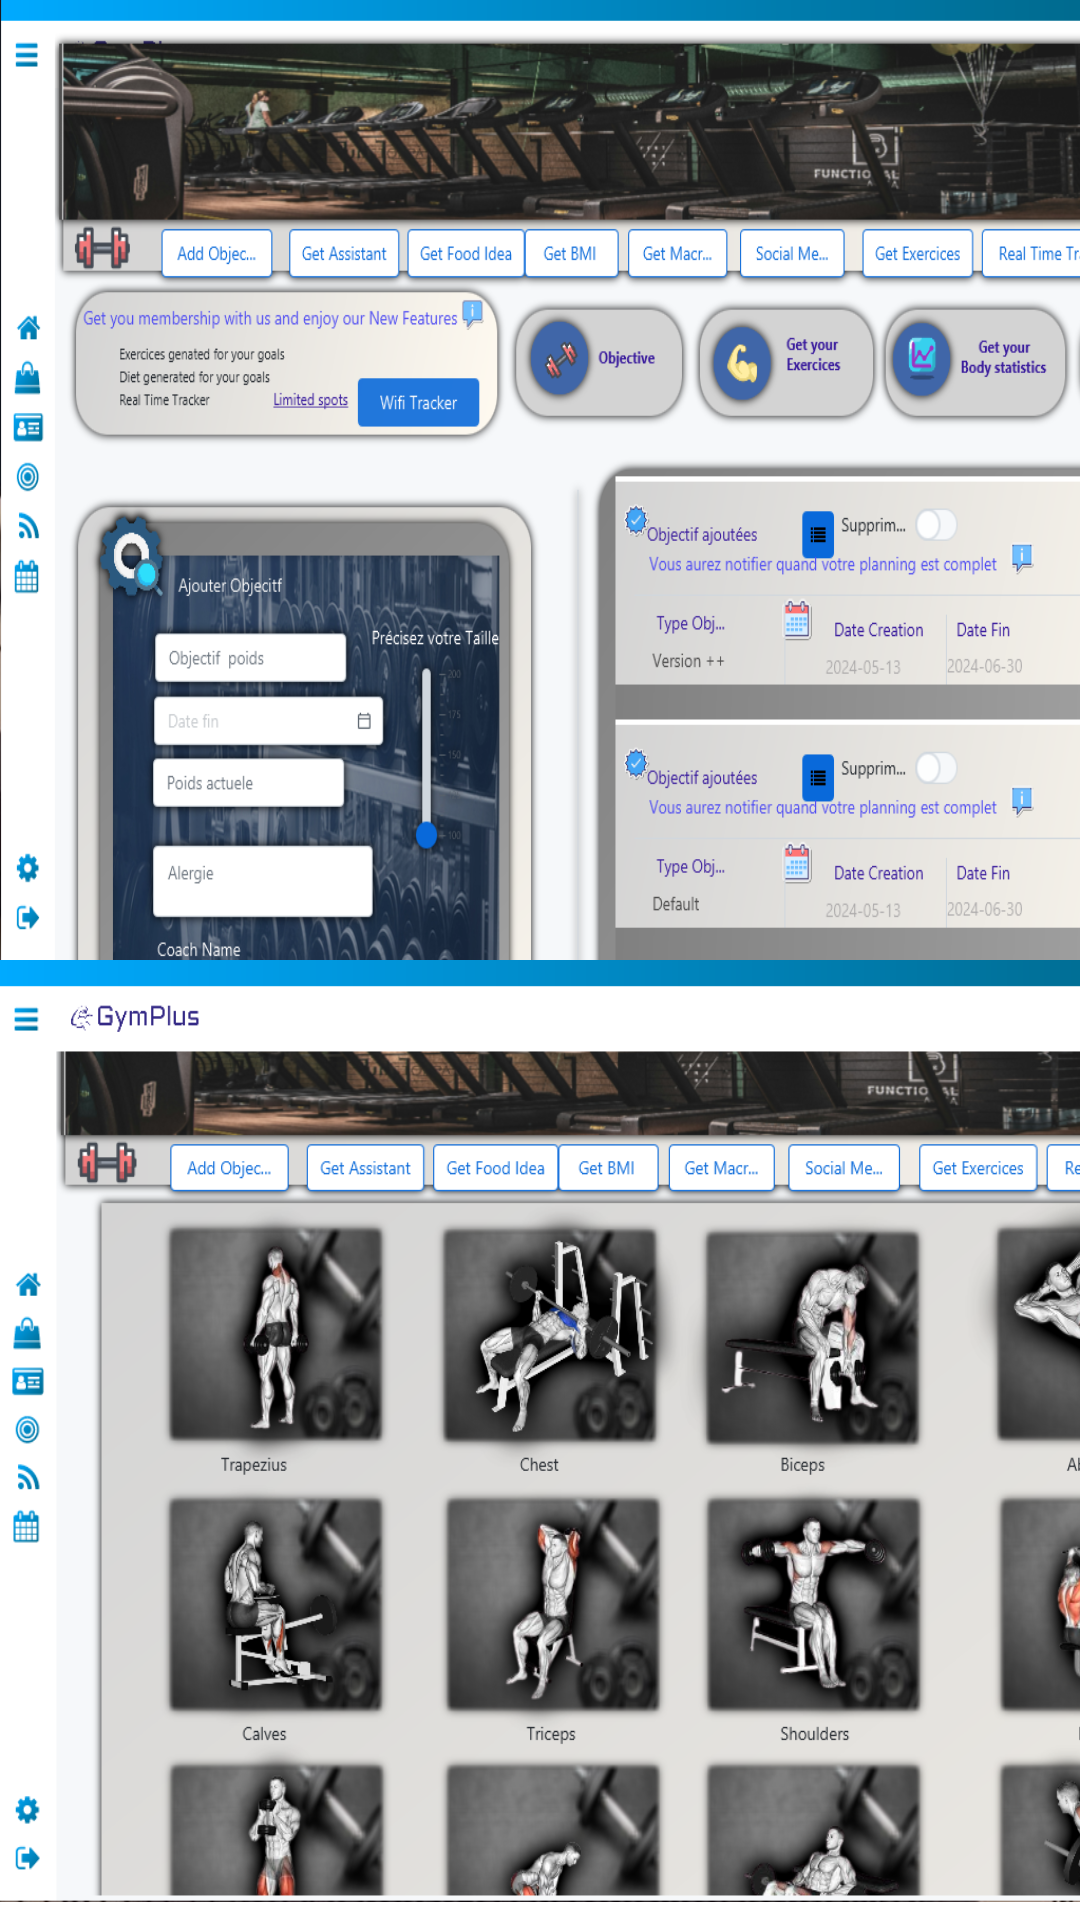 FUNCTIONAL
Add Objec...
Get Assistant
Get Food Idea
Get BMI
Get Macr...
Social Me...
Get Exercices
Real Time Tr
Get you membership with us and enjoy our New Features
Exercices genated for your goals
Diet generated for your goals
Real Time Tracker
Limited spots
Wifi Tracker
Objective
Get your
Exercices
Get your
Body statistics
Ajouter Objecitf
Objectif poids
Précisez votre Taille
Date fin
Poids actuele
Alergie
Coach Name
200
175
150
100
Objectif ajoutées
Supprim...
Vous aurez notifier quand votre planning est complet
Type Obj...
Date Creation
Date Fin
Version ++
2024-05-13
2024-06-30
Objectif ajoutées
Supprim...
Vous aurez notifier quand votre planning est complet
Type Obj...
Date Creation
Date Fin
Default
2024-05-13
2024-06-30
GymPlus
FUNCTIONAL
Add Objec...
Get Assistant
Get Food Idea
Get BMI
Get Macr...
Social Me...
Get Exercices
Re
Trapezius
Chest
Biceps
Ab
Calves
Triceps
Shoulders